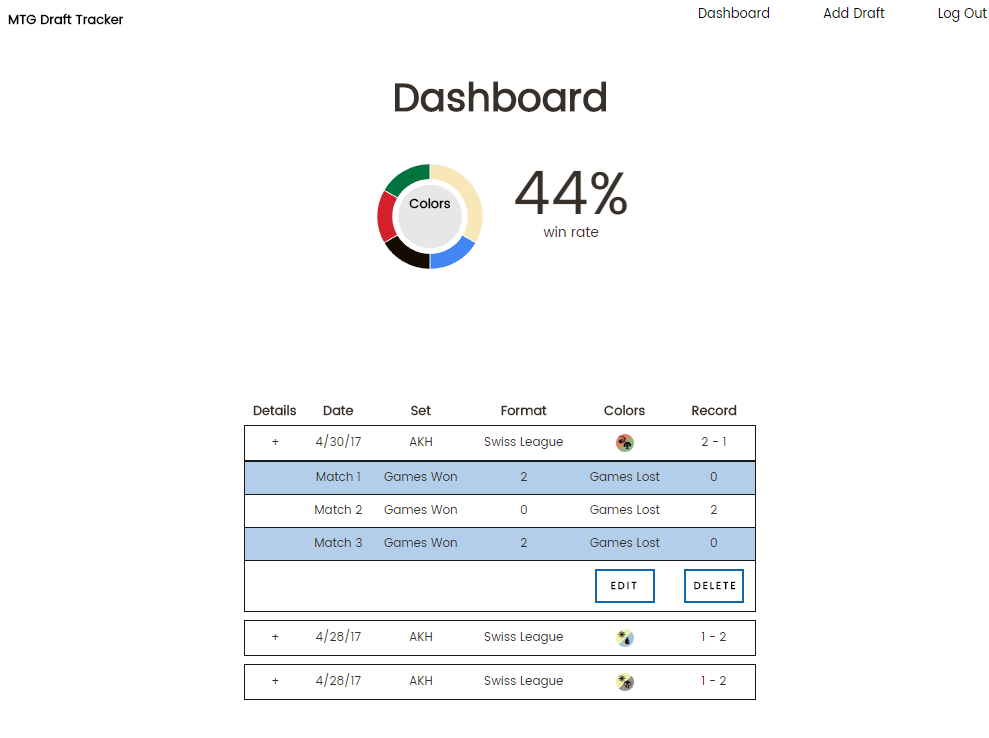 MTG Draft Tracker Dashboard Add Draft Log Out
Dashboard
Colors
44%
win rate
Details Date Set Format Colors Record
+ 4/30/17 AKH Swiss League 2 - 1
Match 1 Games Won 2 Games Lost 0
Match 2 Games Won 0 Games Lost 2
Match 3 Games Won 2 Games Lost 0
EDIT DELETE
+ 4/28/17 AKH Swiss League 1 - 2
+ 4/28/17 AKH Swiss League 1 - 2